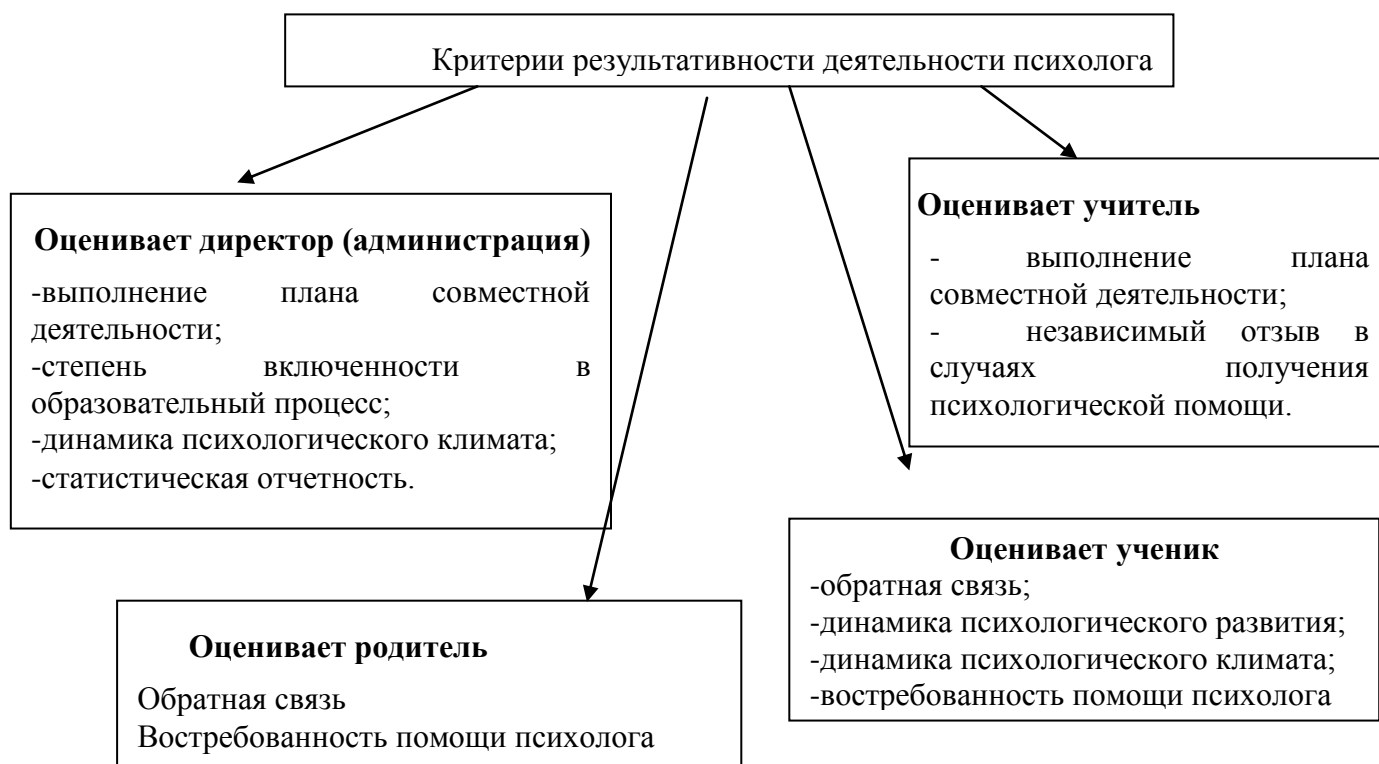 Критерии результативности деятельности психолога
Оценивает директор (администрация)
-выполнение плана совместной
деятельности;
-степень включенности в
образовательный процесс;
-динамика психологического климата;
-статистическая отчетность.
Оценивает учитель
- выполнение плана
совместной деятельности;
- независимый отзыв в
случаях получения
психологической помощи.
Оценивает родитель
Обратная связь
Востребованность помощи психолога
Оценивает ученик
-обратная связь;
-динамика психологического развития;
-динамика психологического климата;
-востребованность помощи психолога